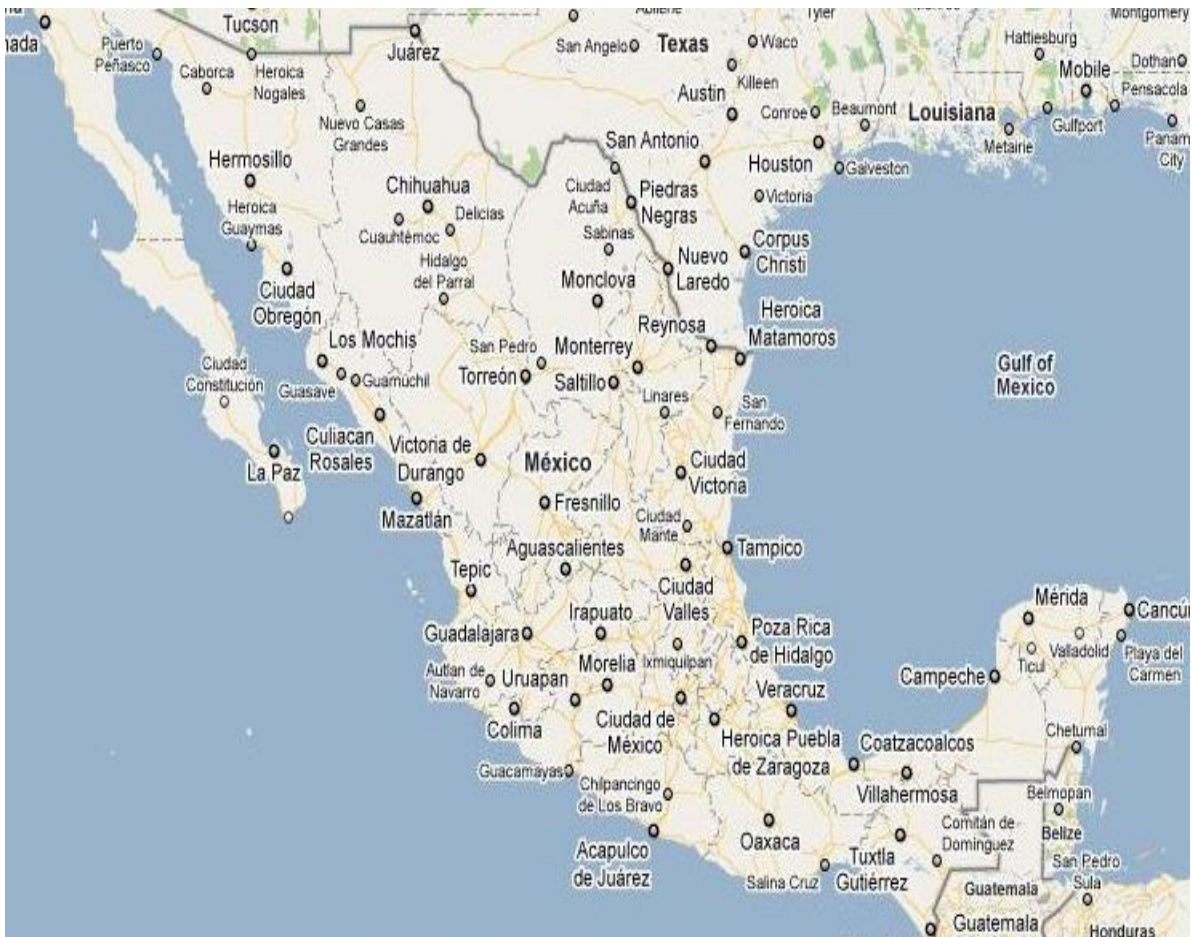 nada
Tucson
Puerto
Peñasco
Caborca
Heroica
Nogales
Juárez
Nuevo Casas
Grandes
San Angelo
Texas
Waco
Killeen
Tyler
Austin
Conroe
Beaumont
Louisiana
Hattiesburg
Montgomery
Mobile
Dothan
Pensacola
Gulfport
Metairie
Panam
City
San Antonio
Houston
Galveston
Victoria
Hermosillo
Heroica
Guaymas
Chihuahua
Delicias
Cuauhtémoc
Hidalgo
del Parral
Ciudad
Acuña
Piedras
Negras
Sabinas
Nuevo
Laredo
Corpus
Christi
Monclova
Ciudad
Obregón
Heroica
Matamoros
Reynosa
Los Mochis
San Pedro
Monterrey
Torreón
Saltillo
Gulf of
Mexico
Ciudad
Constitución
Guasave
Guamúchil
Linares
San
Fernando
Culiacan
Rosales
La Paz
Victoria de
Durango
México
Ciudad
Victoria
Mazatlán
Fresnillo
Ciudad
Mante
Tampico
Aguascalientes
Tepic
Ciudad
Valles
Irapuato
Guadalajara
Poza Rica
de Hidalgo
Ixmiquilpan
Mérida
Cancún
Valladolid
Ticul
Playa del
Carmen
Autlan de
Navarro
Uruapan
Morelia
Campeche
Veracruz
Colima
Ciudad de
México
Heroica Puebla
de Zaragoza
Coatzacoalcos
Chetumal
Guacamayas
Chilpancingo
de Los Bravo
Villahermosa
Belmopan
Belize
Acapulco
de Juárez
Oaxaca
Salina Cruz
Tuxtla
Gutiérrez
Comitán de
Dominguez
San Pedro
Sula
Guatemala
Guatemala
Honduras